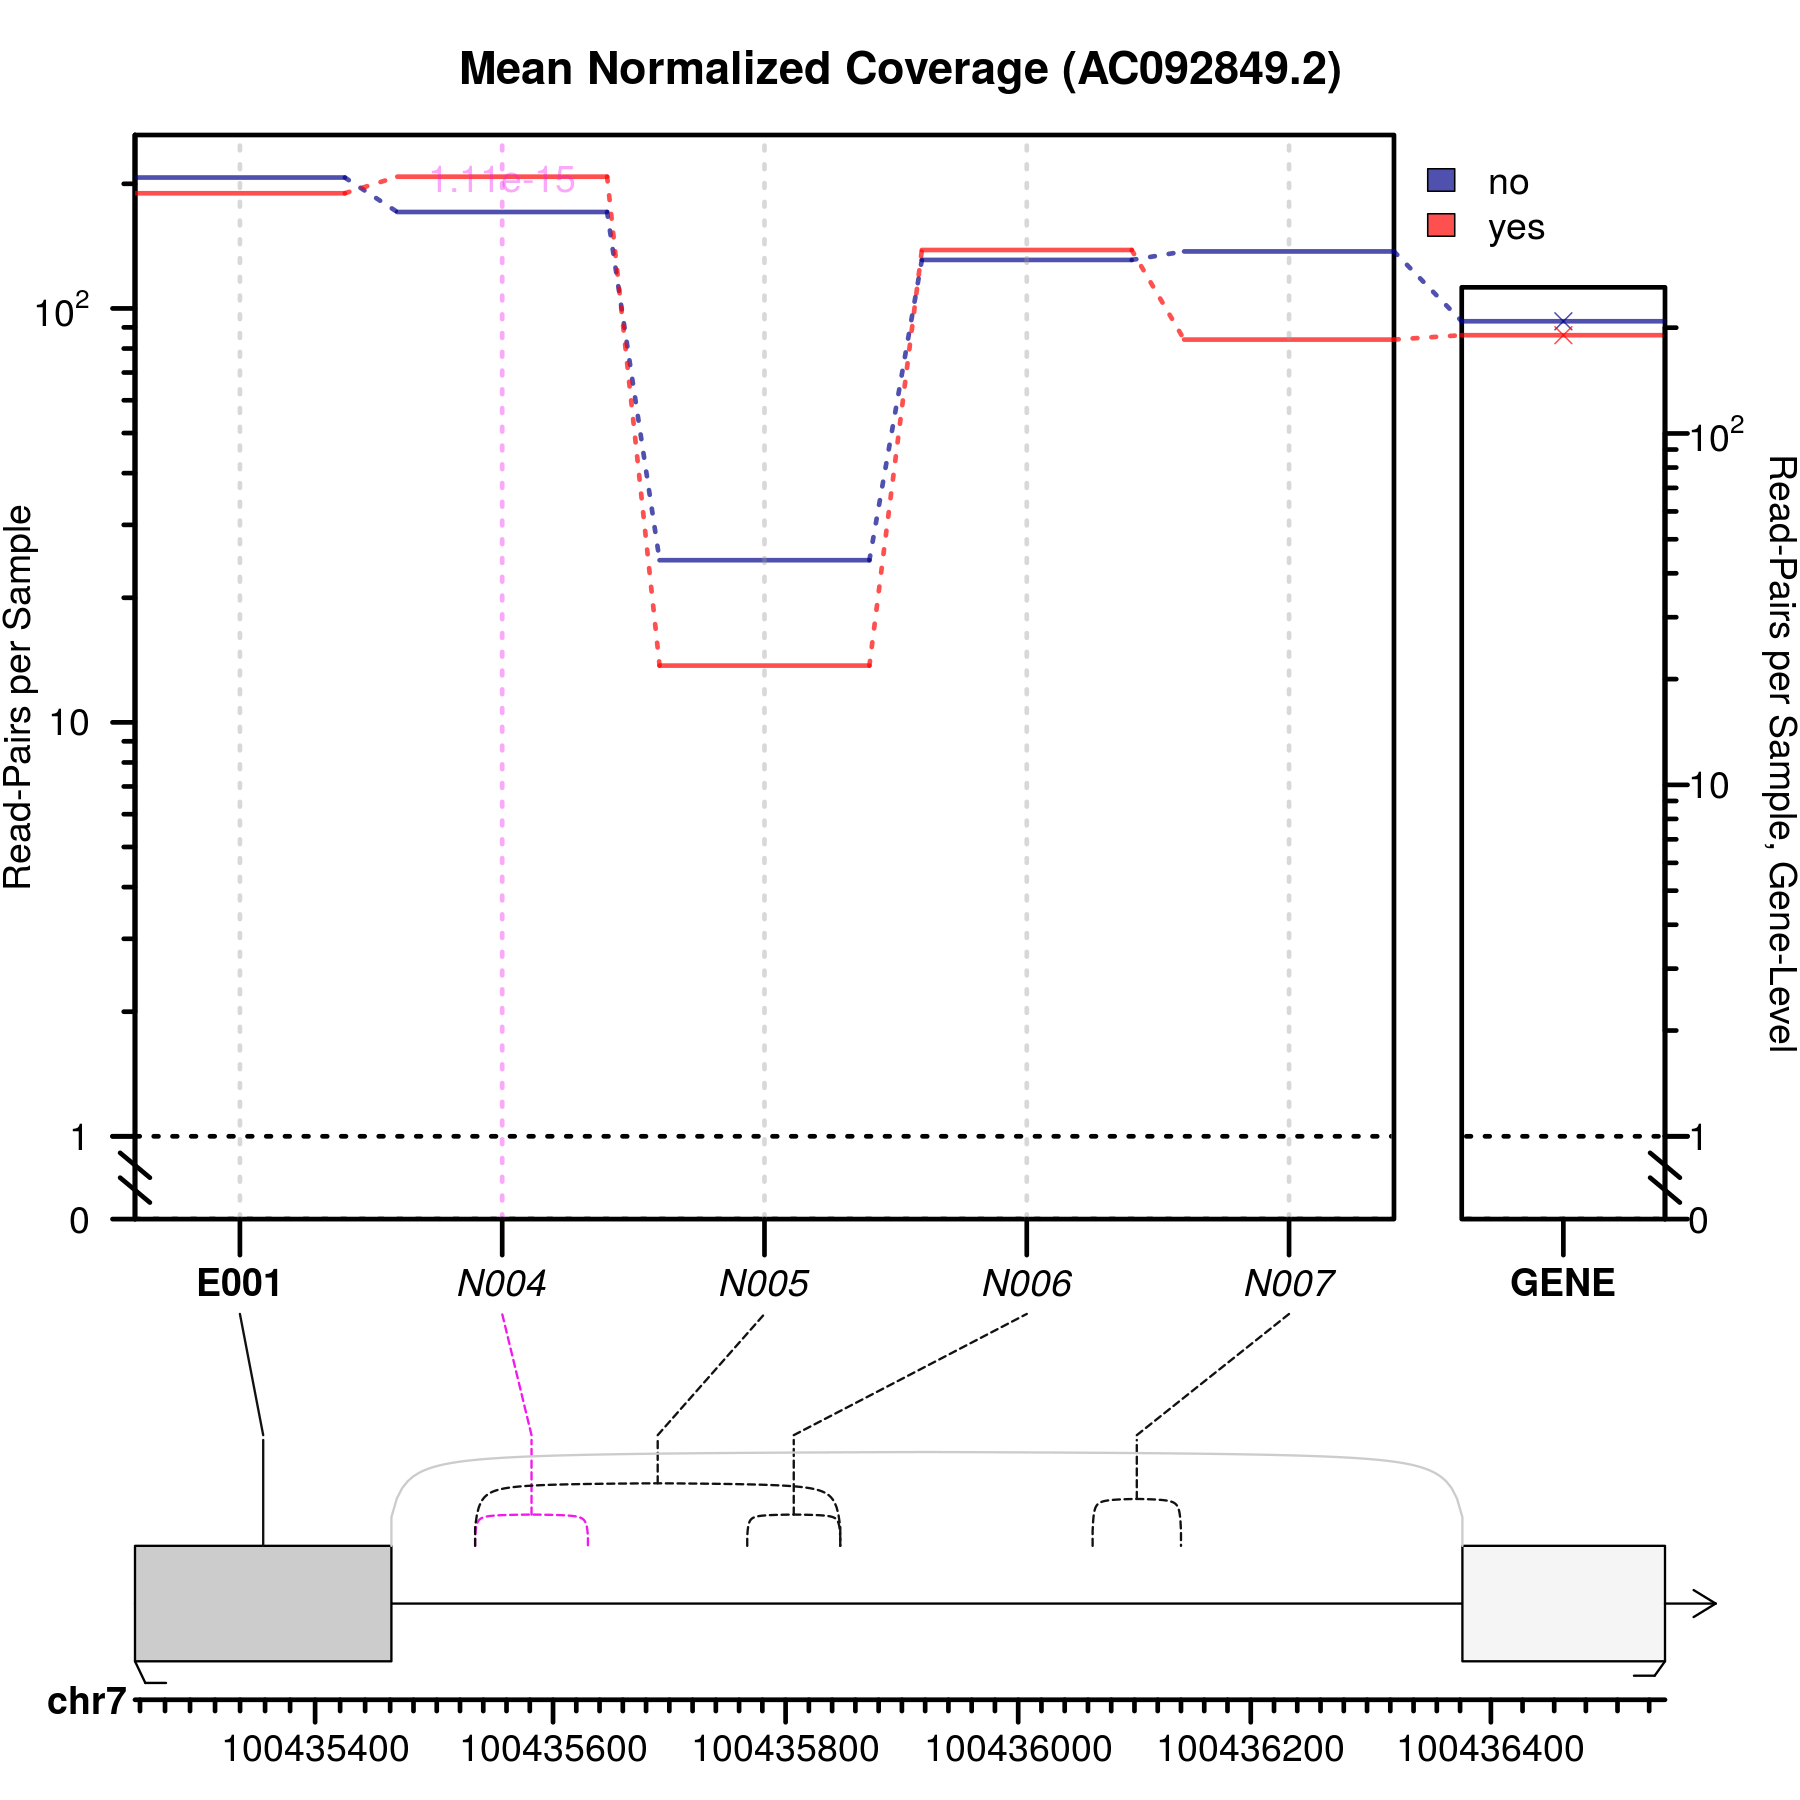 Mean Normalized Coverage (AC092849.2)
no
yes
1.11e-15
10²
10
1
0
Read-Pairs per Sample
10²
10
1
0
Read-Pairs per Sample, Gene-Level
E001 N004 N005 N006 N007 GENE
chr7
100435400 100435600 100435800 100436000 100436200 100436400